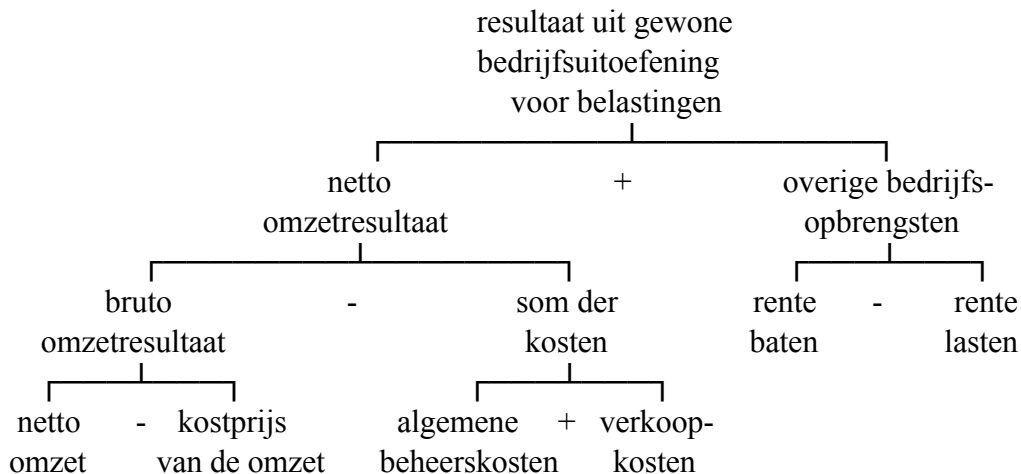 resultaat uit gewone
bedrijfsuitoefening
voor belastingen
netto + overige bedrijfs-
omzetresultaat opbrengsten
bruto - som der rente - rente
omzetresultaat kosten baten lasten
netto - kostprijs algemene + verkoop-
omzet van de omzet beheerskosten kosten